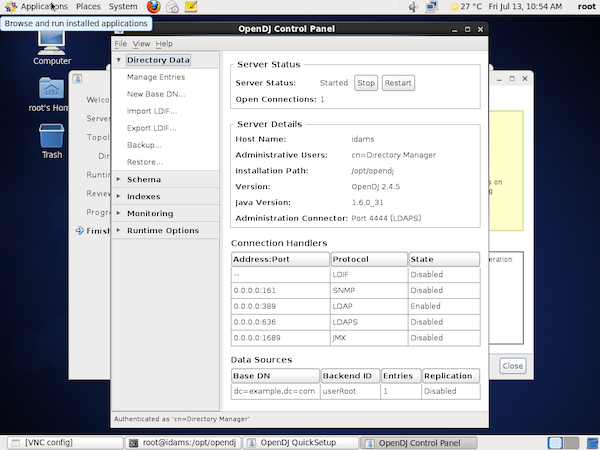 Applications Places System 27 °C Fri Jul 13, 10:54 AM root
Browse and run installed applications
Computer
root's Hom
Trash
OpenDJ Control Panel
File View Help
Directory Data
Manage Entries
New Base DN...
Import LDIF...
Export LDIF...
Backup...
Restore...
Schema
Indexes
Monitoring
Runtime Options
Server Status
Server Status: Started Stop Restart
Open Connections: 1
Server Details
Host Name: idams
Administrative Users: cn=Directory Manager
Installation Path: /opt/opendj
Version: OpenDJ 2.4.5
Java Version: 1.6.0_31
Administration Connector: Port 4444 (LDAPS)
Connection Handlers
Address:Port Protocol State
-- LDIF Disabled
0.0.0.0:161 SNMP Disabled
0.0.0.0:389 LDAP Enabled
0.0.0.0:636 LDAPS Disabled
0.0.0.0:1689 JMX Disabled
Data Sources
Base DN Backend ID Entries Replication
dc=example,dc=com userRoot 1 Disabled
Authenticated as 'cn=Directory Manager'
Welco
Server
Topol
Dir
Runti
Revie
Progre
Finish
s on
eration.
Close
[VNC config] root@idams:/opt/opendj OpenDJ QuickSetup OpenDJ Control Panel